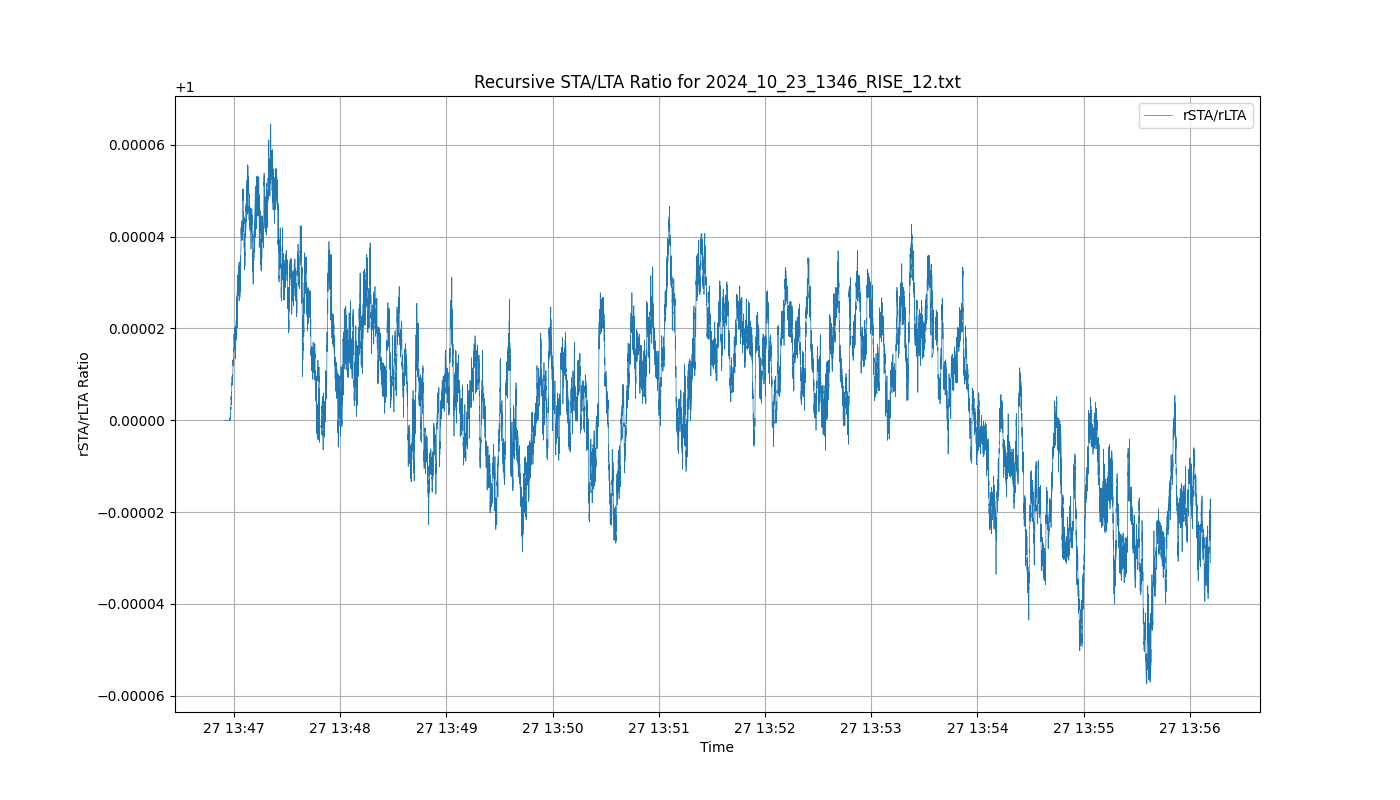 Recursive STA/LTA Ratio for 2024_10_23_1346_RISE_12.txt
+1
rSTA/rLTA
0.00006
0.00004
0.00002
0.00000
−0.00002
−0.00004
−0.00006
rSTA/rLTA Ratio
27 13:47 27 13:48 27 13:49 27 13:50 27 13:51 27 13:52 27 13:53 27 13:54 27 13:55 27 13:56
Time